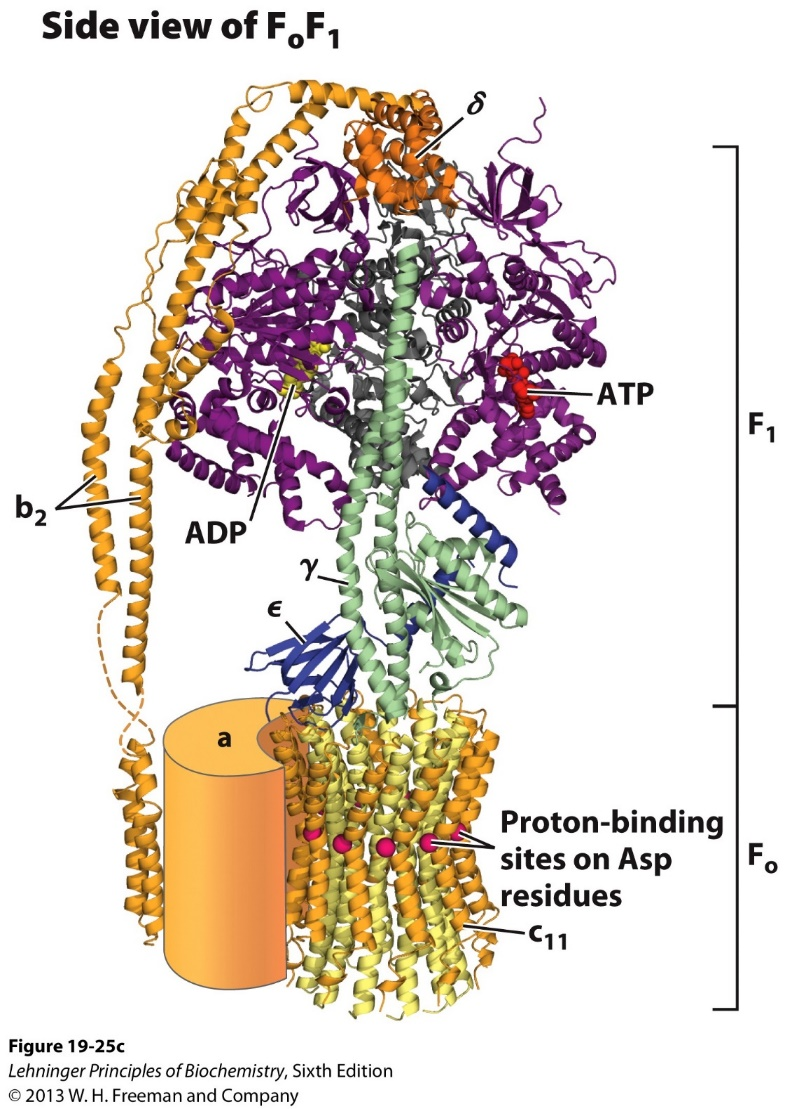 Side view of FₒF₁
δ
ATP
F₁
b₂
ADP
γ
ϵ
a
Proton-binding
sites on Asp
residues
Fₒ
c₁₁
Figure 19-25c
Lehninger Principles of Biochemistry, Sixth Edition
© 2013 W. H. Freeman and Company